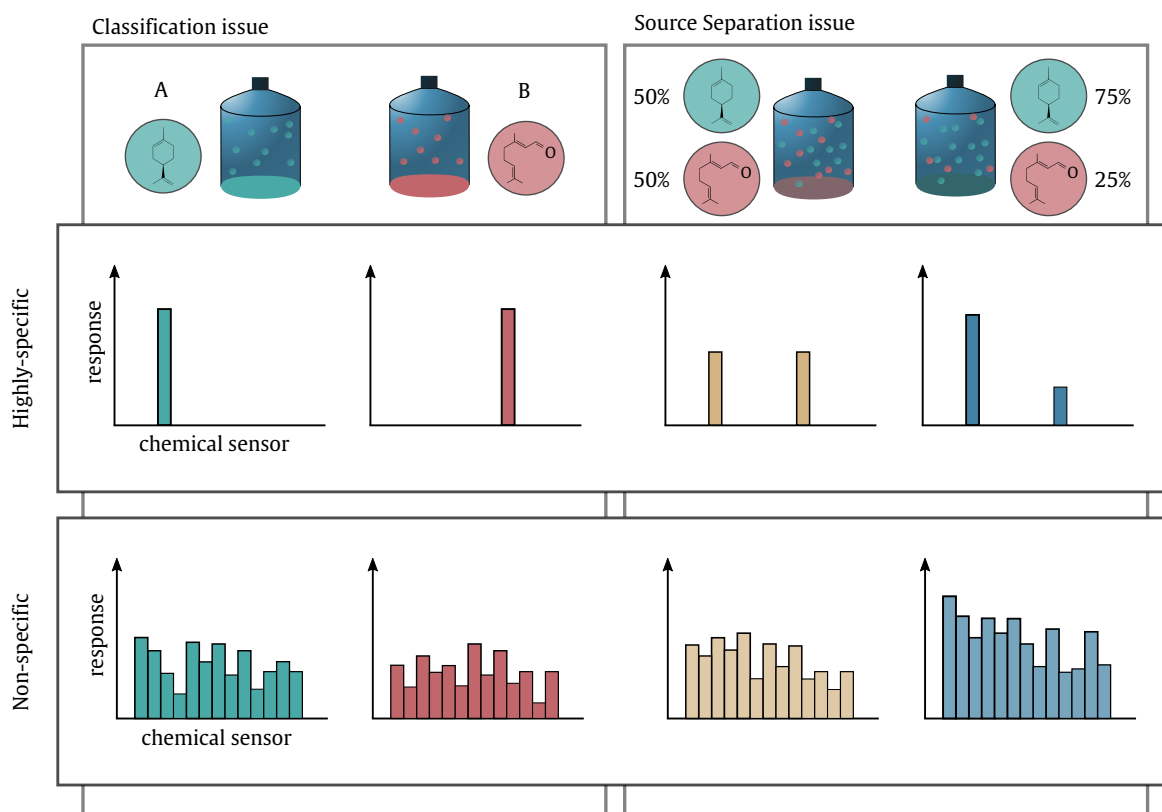 Classification issue
Source Separation issue
A
B
O
50%
75%
50%
O
O
25%
Highly-specific
response
chemical sensor
Non-specific
response
chemical sensor